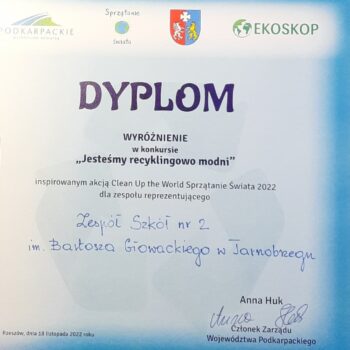 PODKARPACKIE
Sprzątanie
Świata
EKOSKOP
DYPLOM
WYRÓŻNIENIE
w konkursie
„Jesteśmy recyklingowo modni”
inspirowanym akcją Clean Up the World Sprzątanie Świata 2022
dla zespołu reprezentującego
Zespół Szkół nr 2
im. Bartosza Głowackiego w Tarnobrzegu
Anna Huk
Członek Zarządu
Województwa Podkarpackiego
Rzeszów, dnia 18 listopada 2022 roku